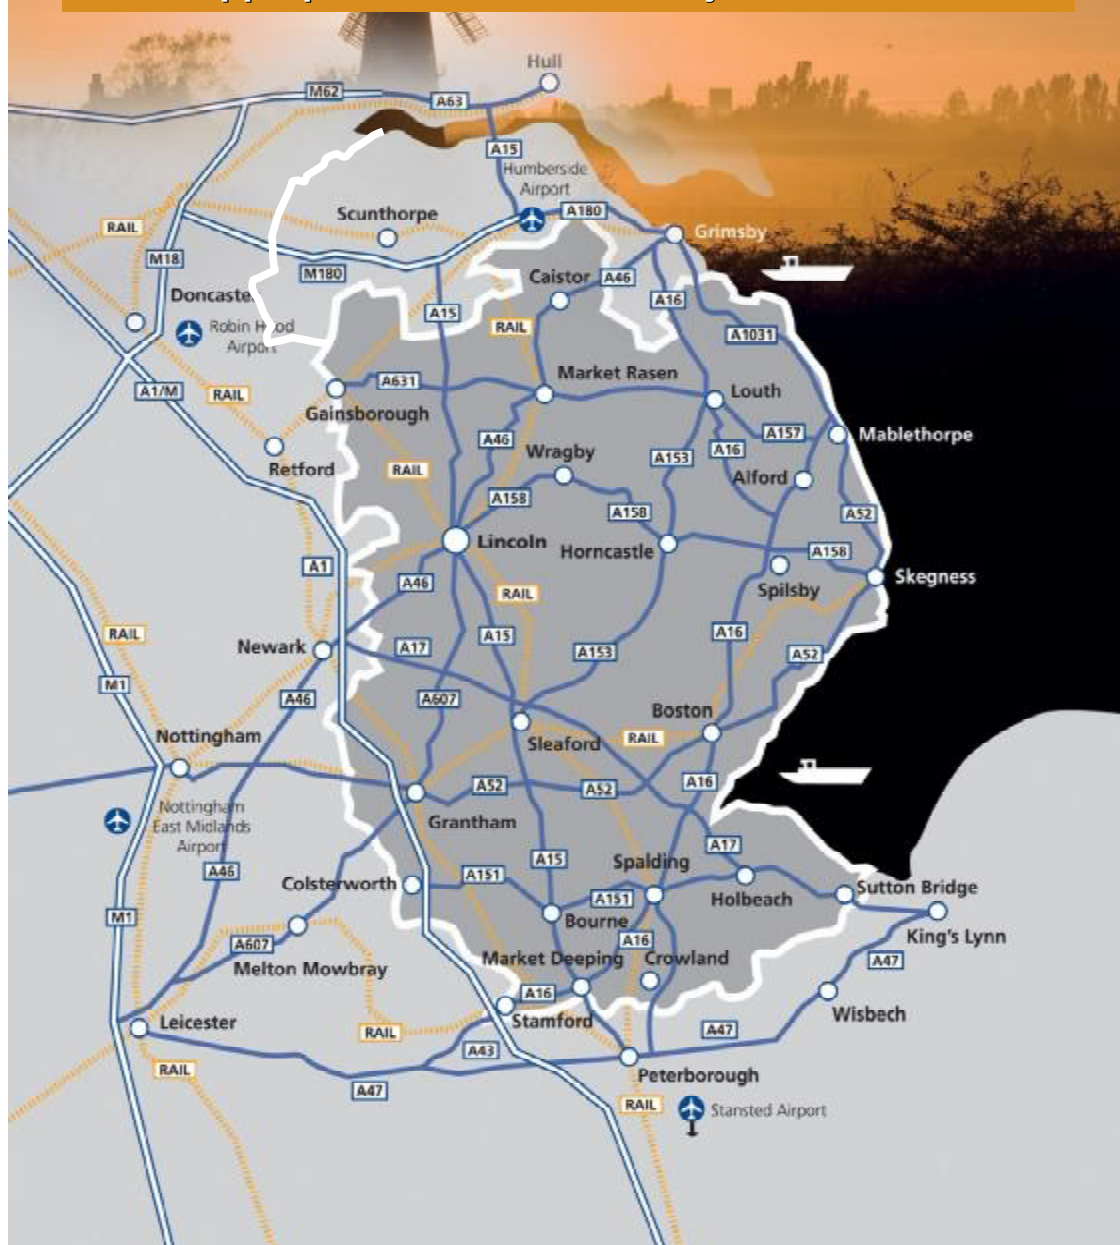 Hull
M62
A63
A15
Humberside
Airport
Scunthorpe
A180
RAIL
Grimsby
M18
M180
Caistor
A46
Doncaste
A16
A15
Robin Hood
Airport
RAIL
A1031
Market Rasen
A631
A1/M
RAIL
Louth
Gainsborough
A157
Mablethorpe
A46
A16
Wragby
A153
Retford
RAIL
Alford
A158
A158
A52
Lincoln
Horncastle
A158
A1
Skegness
A46
Spilsby
RAIL
RAIL
A16
A15
Newark
A17
A153
A52
M1
A46
A607
Boston
Nottingham
Sleaford
RAIL
A52
A52
A16
Nottingham
East Midlands
Airport
Grantham
A17
A15
Spalding
A46
A151
Colsterworth
Sutton Bridge
A151
Holbeach
M1
Bourne
King's Lynn
A607
A16
Market Deeping
Crowland
A47
Melton Mowbray
A16
Wisbech
Leicester
Stamford
RAIL
A47
A43
RAIL
Peterborough
A47
RAIL
Stansted Airport